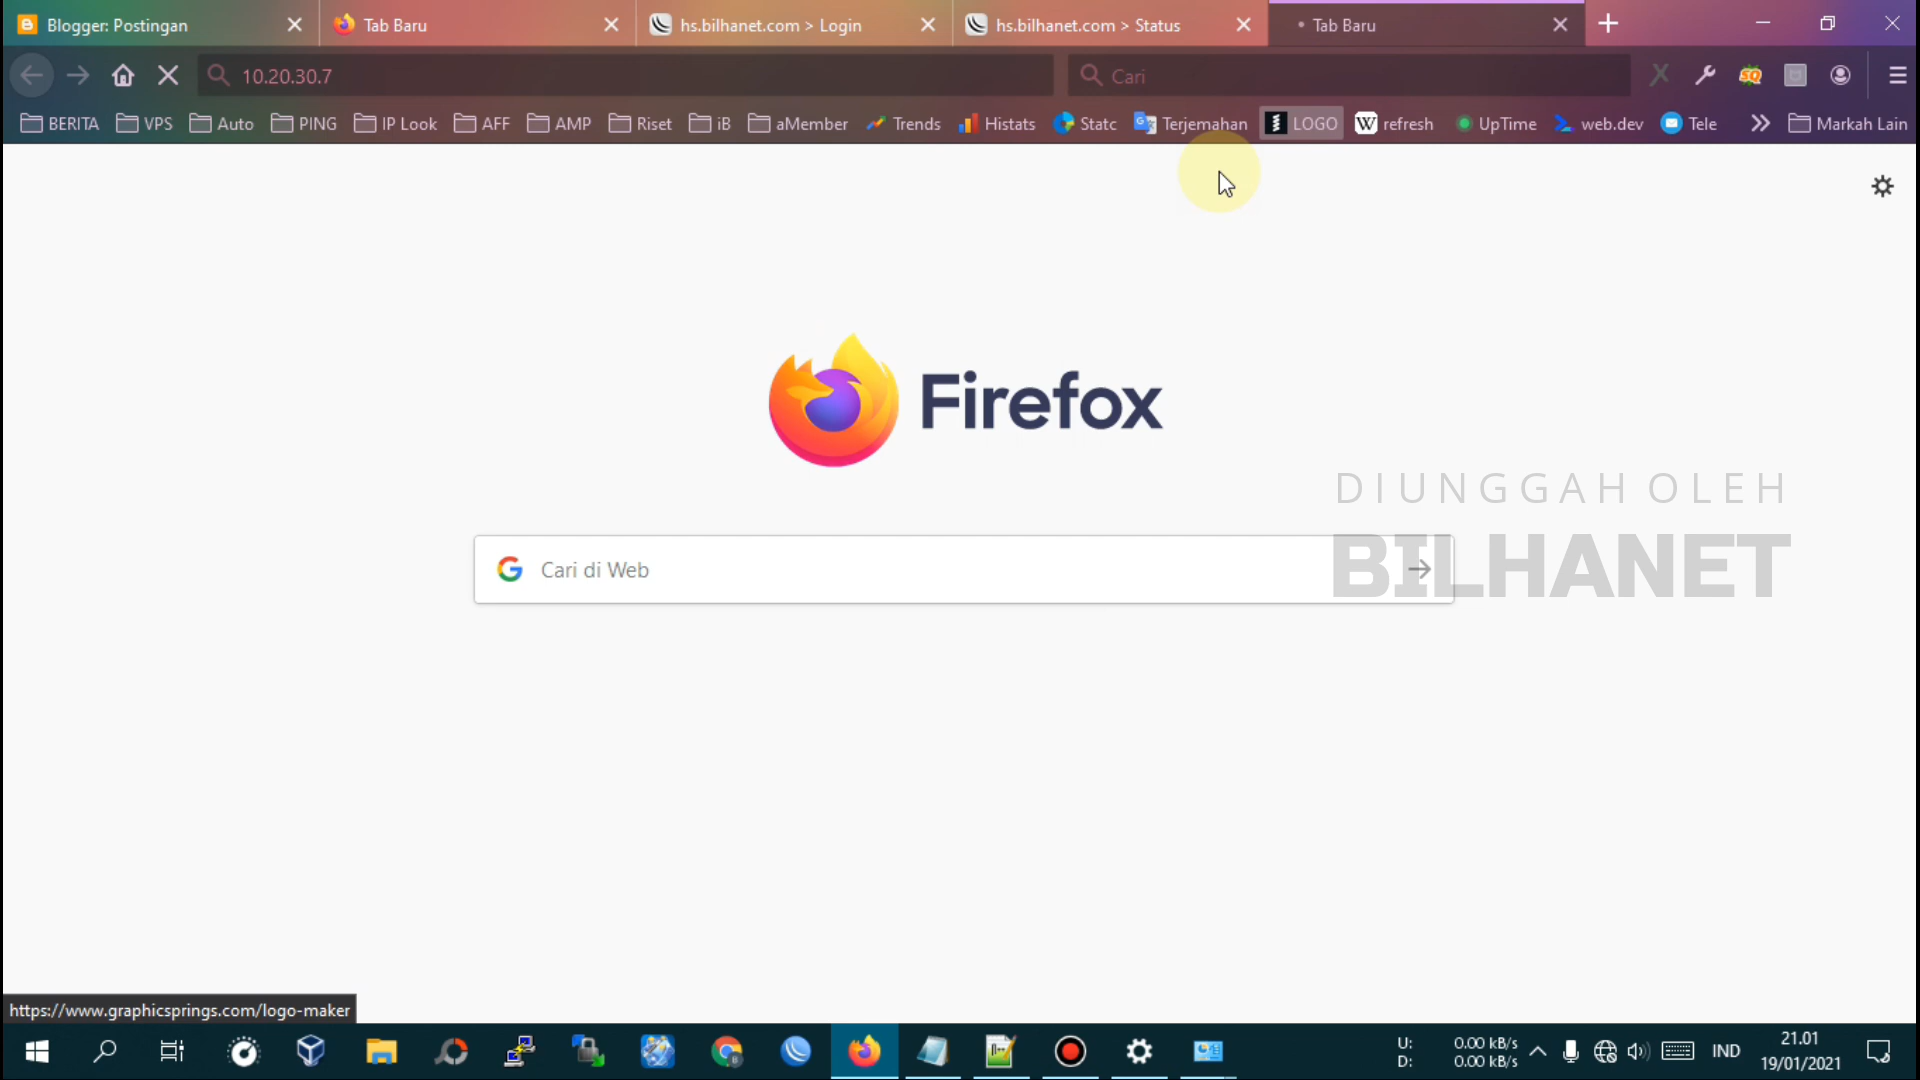 Blogger: Postingan
Tab Baru
hs.bilhanet.com > Login
hs.bilhanet.com > Status
Tab Baru
10.20.30.7
Cari
BERITA
VPS
Auto
PING
IP Look
AFF
AMP
Riset
iB
aMember
Trends
Histats
Statc
Terjemahan
LOGO
W refresh
UpTime
web.dev
Tele
Markah Lain
Firefox
DIUNGGAH OLEH
BILHANET
Cari di Web
https://www.graphicsprings.com/logo-maker
U: 0.00 kB/s
D: 0.00 kB/s
IND
21.01
19/01/2021